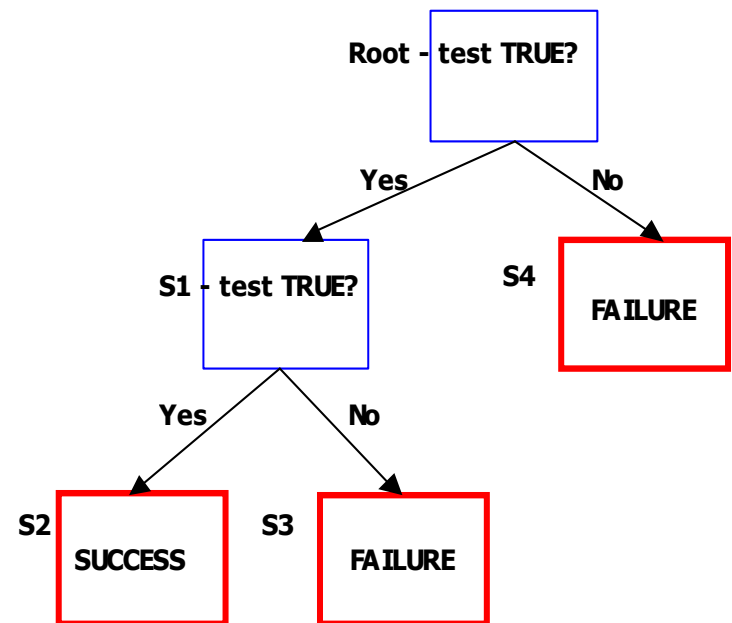 Root - test TRUE?
Yes
No
S1 - test TRUE?
S4
FAILURE
Yes
No
S2
SUCCESS
S3
FAILURE